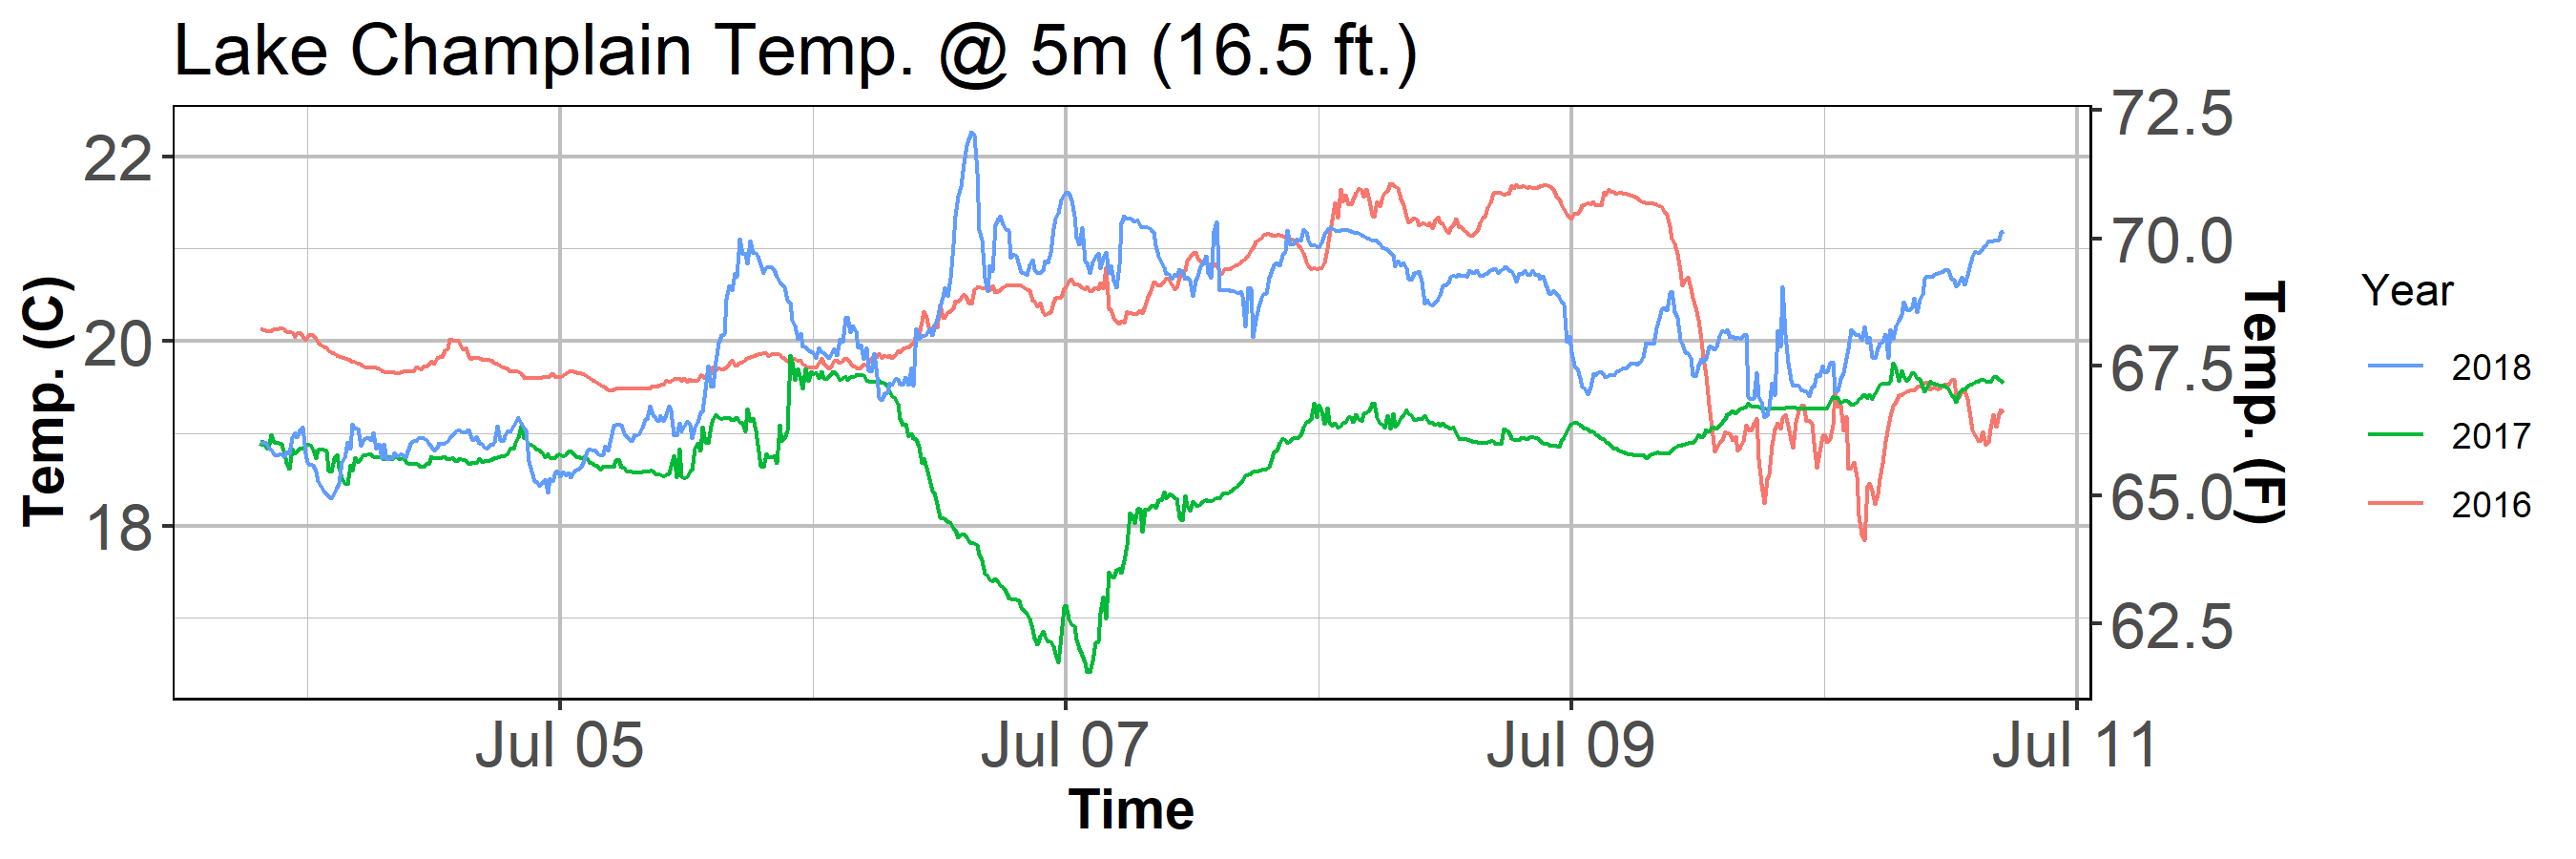 Lake Champlain Temp. @ 5m (16.5 ft.)
Temp. (C)
22
20
18
72.5
70.0
67.5
65.0
62.5
Temp. (F)
Jul 05
Jul 07
Jul 09
Jul 11
Time
Year
2018
2017
2016